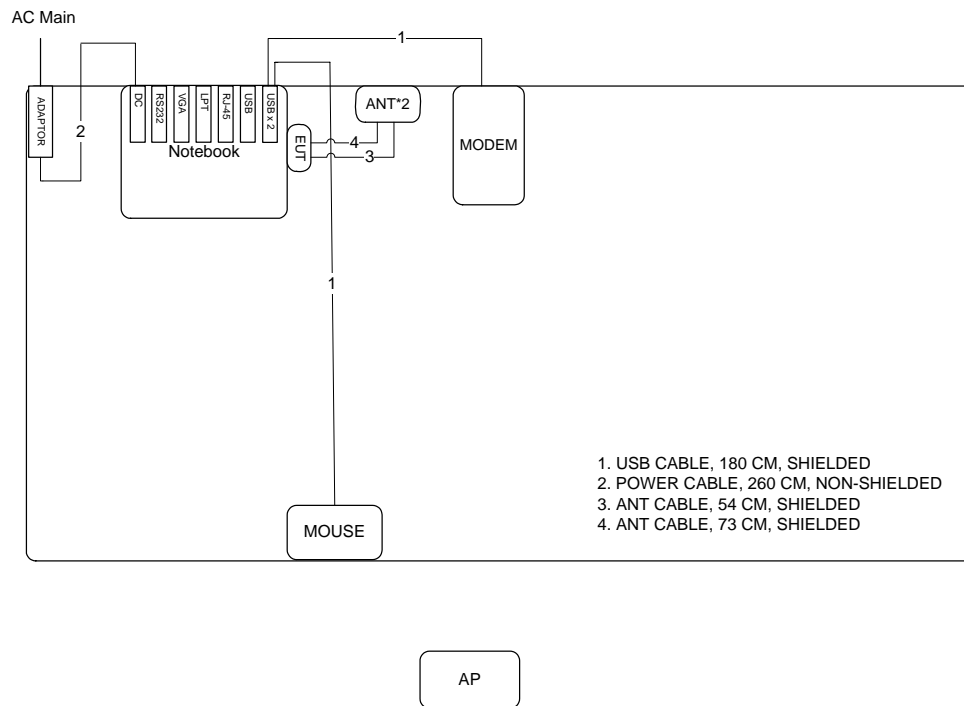 AC Main
1
ADAPTOR
2
DC
RS232
VGA
LPT
RJ-45
USB
USB x 2
Notebook
EUT
ANT*2
4
3
MODEM
1
1. USB CABLE, 180 CM, SHIELDED
2. POWER CABLE, 260 CM, NON-SHIELDED
3. ANT CABLE, 54 CM, SHIELDED
4. ANT CABLE, 73 CM, SHIELDED
MOUSE
AP